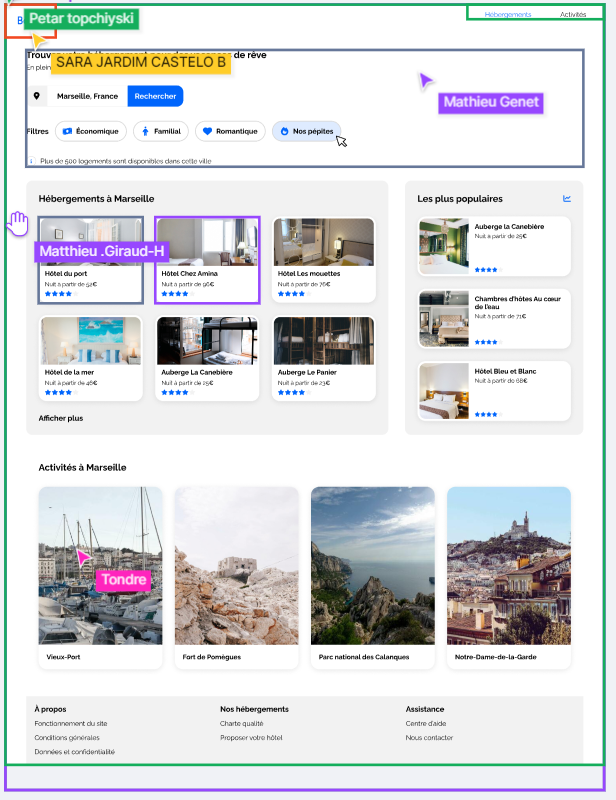 Petar topchiyski
Hébergements
Activités
Trouvez votre hébergement pour des vacances de rêve
En plein
SARA JARDIM CASTELO B
Mathieu Genet
Marseille, France
Rechercher
Filtres
Économique
Familial
Romantique
Nos pépites
Plus de 500 logements sont disponibles dans cette ville
Hébergements à Marseille
Matthieu .Giraud-H
Hôtel du port
Nuit à partir de 52€
Hôtel Chez Amina
Nuit à partir de 96€
Hôtel Les mouettes
Nuit à partir de 76€
Hôtel de la mer
Nuit à partir de 46€
Auberge La Canebière
Nuit à partir de 25€
Auberge Le Panier
Nuit à partir de 23€
Afficher plus
Les plus populaires
Auberge la Canebière
Nuit à partir de 25€
Chambres d'hôtes Au cœur
de l'eau
Nuit à partir de 71€
Hôtel Bleu et Blanc
Nuit à partir de 68€
Activités à Marseille
Tondre
Vieux-Port
Fort de Pomègues
Parc national des Calanques
Notre-Dame-de-la-Garde
À propos
Fonctionnement du site
Conditions générales
Données et confidentialité
Nos hébergements
Charte qualité
Proposer votre hôtel
Assistance
Centre d'aide
Nous contacter